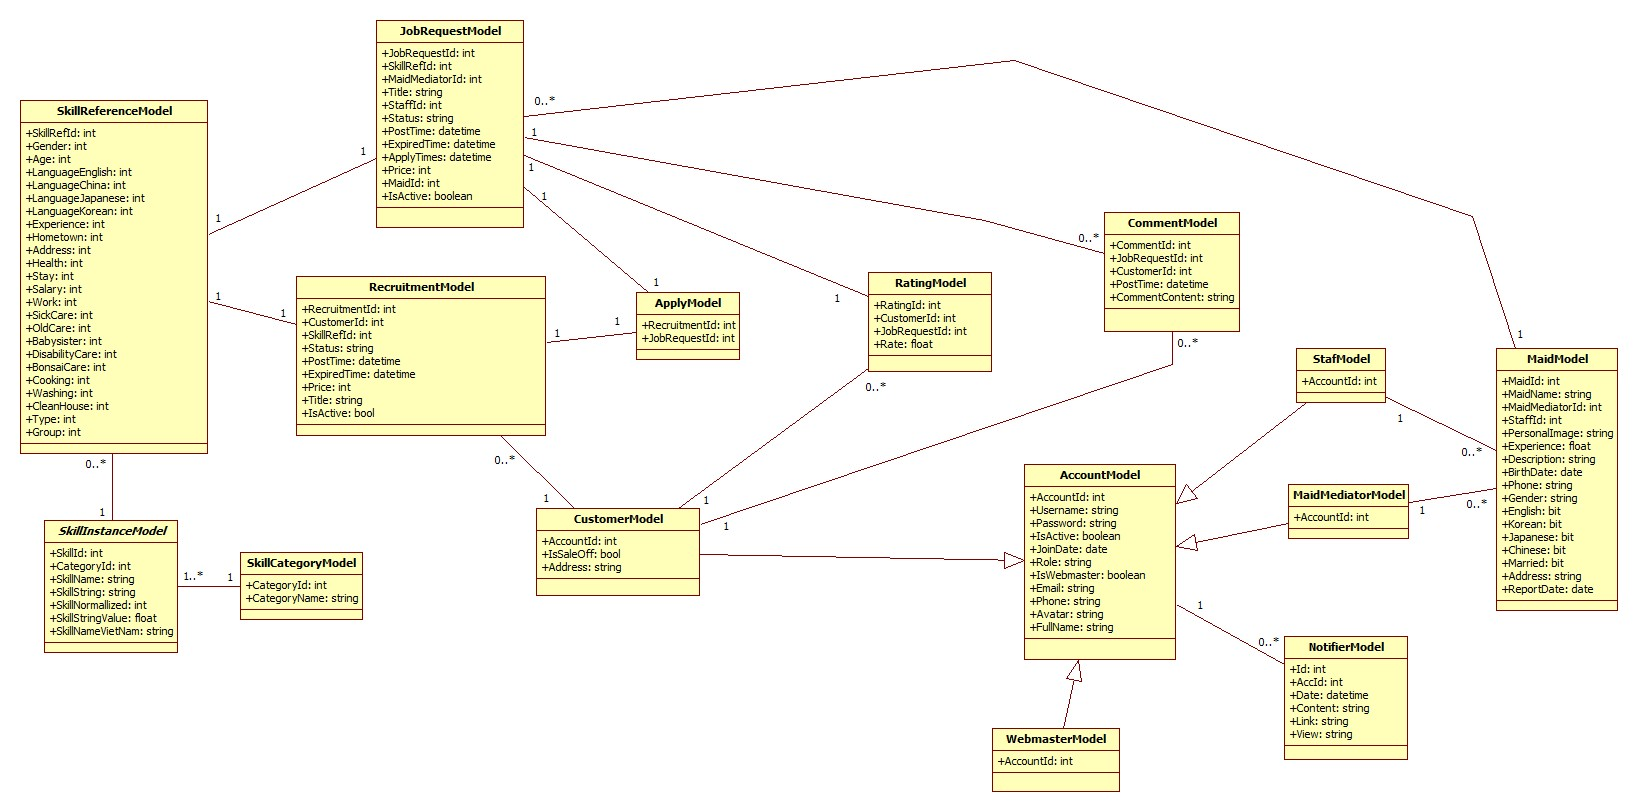 JobRequestModel
+JobRequestId: int
+SkillRefId: int
+MaidMediatorId: int
+Title: string
+StaffId: int
+Status: string
+PostTime: datetime
+ExpiredTime: datetime
+ApplyTimes: datetime
+Price: int
+MaidId: int
+IsActive: boolean
0..*
1
1
1
1
SkillReferenceModel
+SkillRefId: int
+Gender: int
+Age: int
+LanguageEnglish: int
+LanguageChina: int
+LanguageJapanese: int
+LanguageKorean: int
+Experience: int
+Hometown: int
+Address: int
+Health: int
+Stay: int
+Salary: int
+Work: int
+SickCare: int
+OldCare: int
+Babysister: int
+DisabilityCare: int
+BonsaiCare: int
+Cooking: int
+Washing: int
+CleanHouse: int
+Type: int
+Group: int
1
1
0..*
1
RecruitmentModel
+RecruitmentId: int
+CustomerId: int
+SkillRefId: int
+Status: string
+PostTime: datetime
+ExpiredTime: datetime
+Price: int
+Title: string
+IsActive: bool
1
1
0..*
1
ApplyModel
+RecruitmentId: int
+JobRequestId: int
1
1
RatingModel
+RatingId: int
+CustomerId: int
+JobRequestId: int
+Rate: float
1
0..*
CommentModel
+CommentId: int
+JobRequestId: int
+CustomerId: int
+PostTime: datetime
+CommentContent: string
0..*
0..*
StafModel
+AccountId: int
1
0..*
MaidModel
+MaidId: int
+MaidName: string
+MaidMediatorId: int
+StaffId: int
+PersonalImage: string
+Experience: float
+Description: string
+BirthDate: date
+Phone: string
+Gender: string
+English: bit
+Korean: bit
+Japanese: bit
+Chinese: bit
+Married: bit
+Address: string
+ReportDate: date
1
MaidMediatorModel
+AccountId: int
1
0..*
AccountModel
+AccountId: int
+Username: string
+Password: string
+IsActive: boolean
+JoinDate: date
+Role: string
+IsWebmaster: boolean
+Email: string
+Phone: string
+Avatar: string
+FullName: string
1
0..*
CustomerModel
+AccountId: int
+IsSaleOff: bool
+Address: string
1
1
SkillInstanceModel
+SkillId: int
+CategoryId: int
+SkillName: string
+SkillString: string
+SkillNormallized: int
+SkillStringValue: float
+SkillNameVietNam: string
1..*
1
SkillCategoryModel
+CategoryId: int
+CategoryName: string
NotifierModel
+Id: int
+AccId: int
+Date: datetime
+Content: string
+Link: string
+View: string
WebmasterModel
+AccountId: int